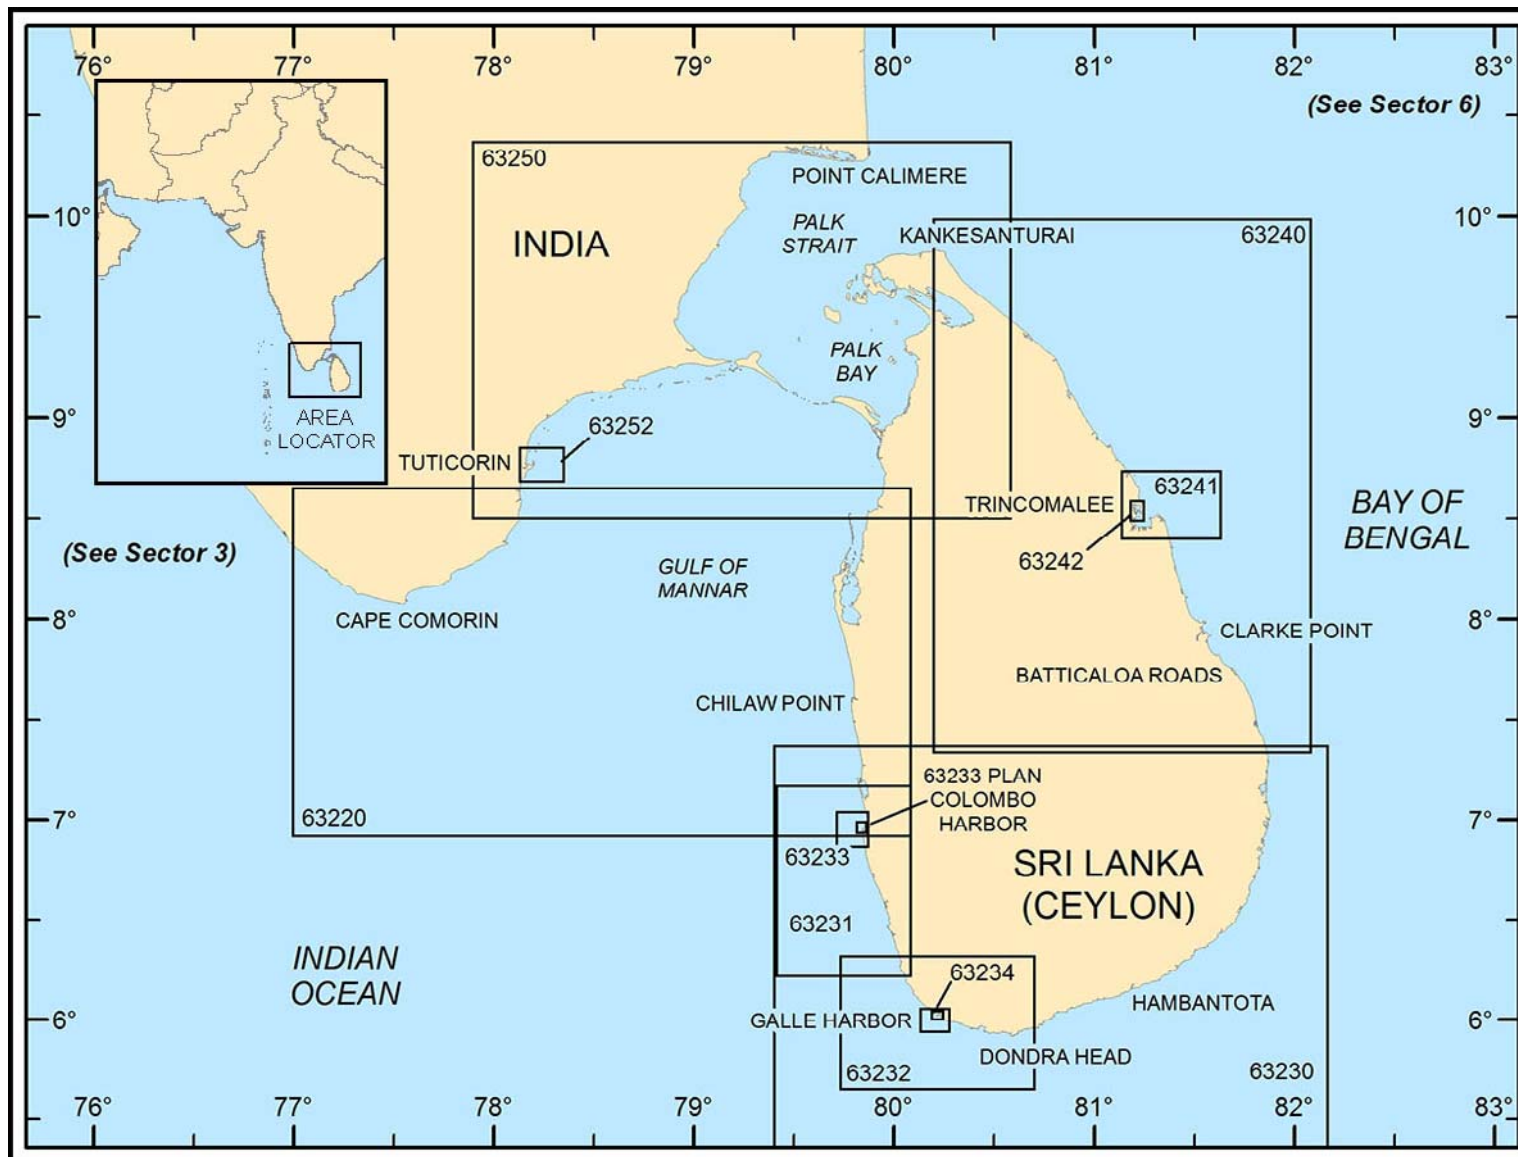 76°
77°
78°
79°
80°
81°
82°
83°
(See Sector 6)
63250
POINT CALIMERE
10°
PALK
STRAIT
KANKESANTURAI
63240
10°
INDIA
PALK
BAY
AREA
LOCATOR
9°
63252
9°
TUTICORIN
63241
TRINCOMALEE
BAY OF
BENGAL
(See Sector 3)
63242
GULF OF
MANNAR
8°
CAPE COMORIN
8°
CLARKE POINT
BATTICALOA ROADS
CHILAW POINT
63233 PLAN
COLOMBO
HARBOR
7°
63220
7°
63233
SRI LANKA
(CEYLON)
63231
INDIAN
OCEAN
63234
HAMBANTOTA
6°
GALLE HARBOR
6°
DONDRA HEAD
63232
63230
76°
77°
78°
79°
80°
81°
82°
83°